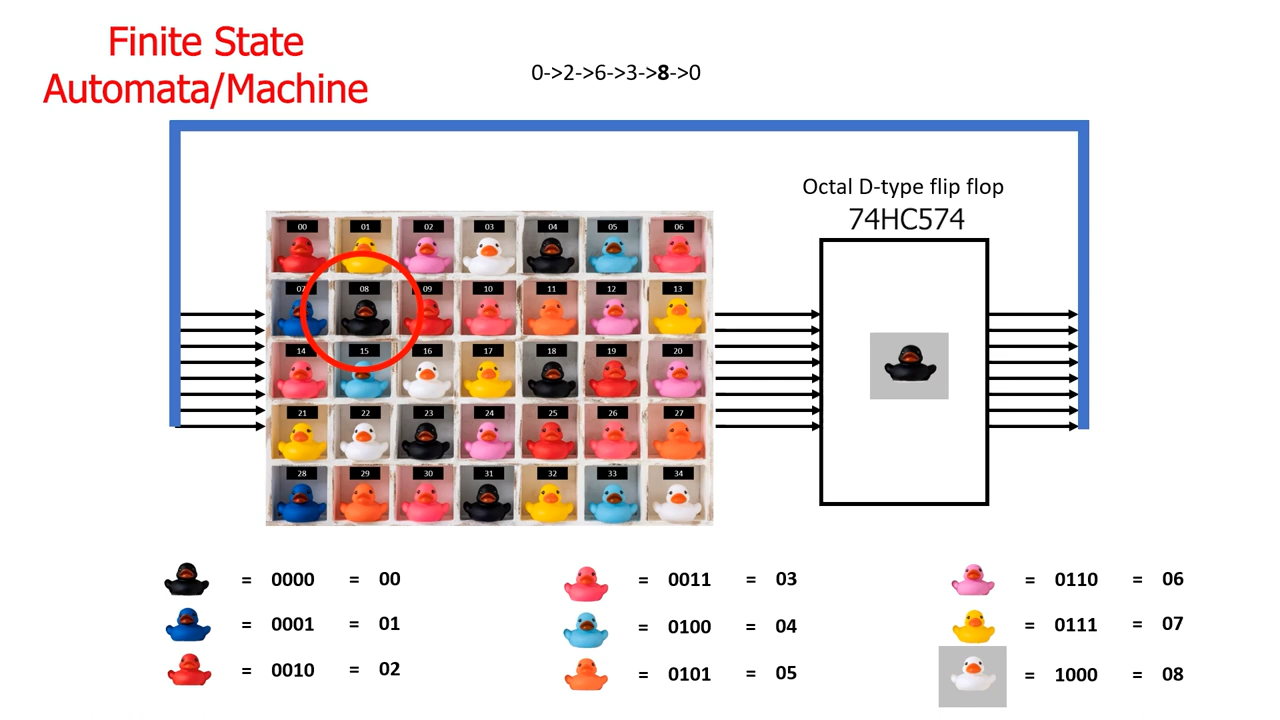 Finite State
Automata/Machine
0->2->6->3->8->0
Octal D-type flip flop
74HC574
00 01 02 03 04 05 06
07 08 09 10 11 12 13
14 15 16 17 18 19 20
21 22 23 24 25 26 27
28 29 30 31 32 33 34
= 0000 = 00
= 0001 = 01
= 0010 = 02
= 0011 = 03
= 0100 = 04
= 0101 = 05
= 0110 = 06
= 0111 = 07
= 1000 = 08